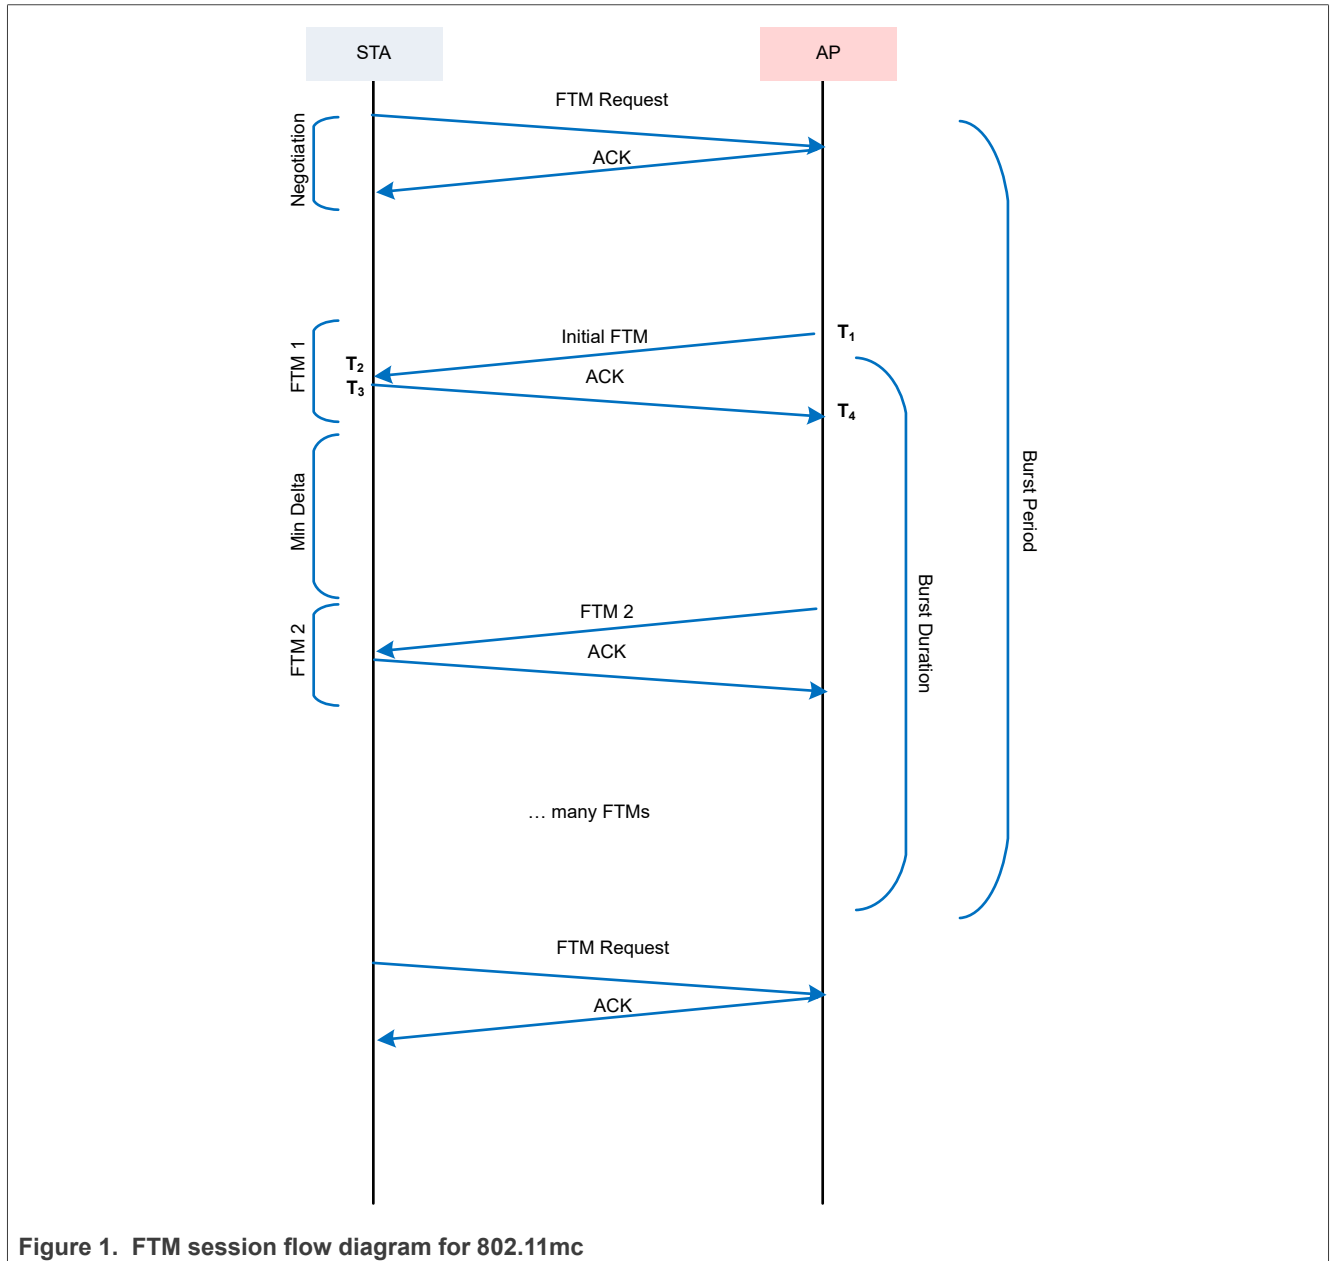 STA
AP
FTM Request
ACK
Negotiation
Initial FTM
T1
T2
ACK
T3
T4
FTM 1
Min Delta
Burst Period
FTM 2
ACK
FTM 2
Burst Duration
… many FTMs
FTM Request
ACK
Figure 1. FTM session flow diagram for 802.11mc